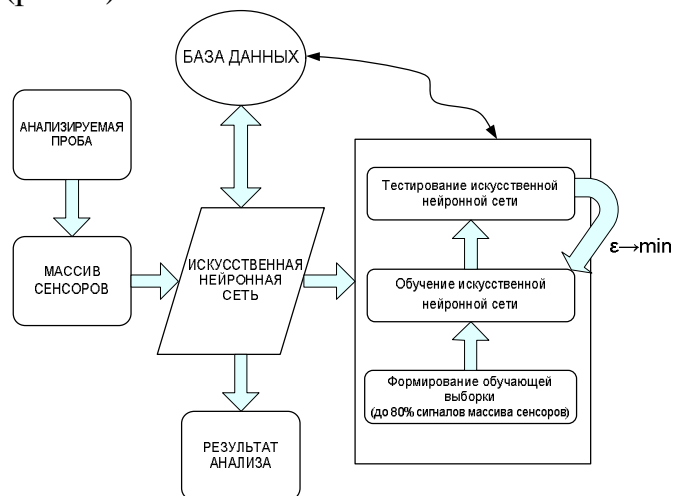 БАЗА ДАННЫХ
АНАЛИЗИРУЕМАЯ
ПРОБА
МАССИВ
СЕНСОРОВ
ИСКУССТВЕННАЯ
НЕЙРОННАЯ
СЕТЬ
РЕЗУЛЬТАТ
АНАЛИЗА
Тестирование искусственной
нейронной сети
ε→min
Обучение искусственной
нейронной сети
Формирование обучающей
выборки
(до 80% сигналов массива сенсоров)